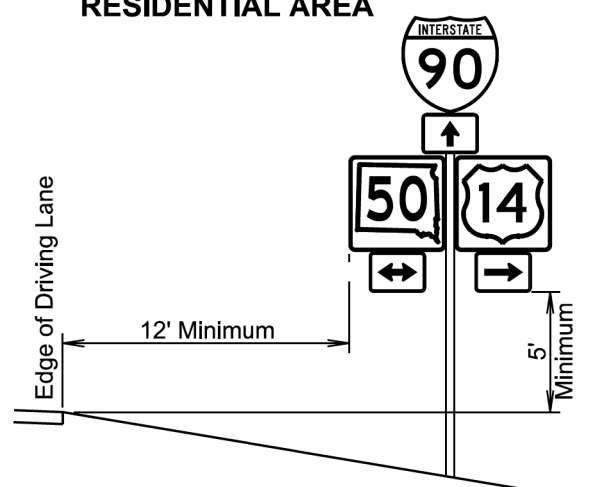 RESIDENTIAL AREA
INTERSTATE
90
50
14
Edge of Driving Lane
12' Minimum
5'
Minimum